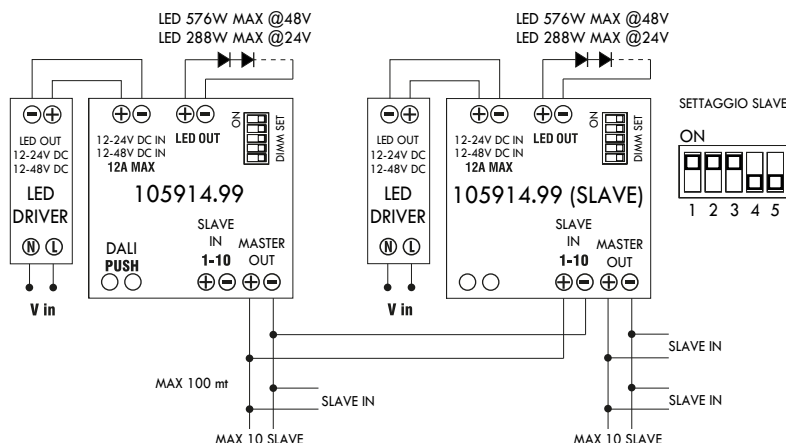 LED 576W MAX @48V
LED 288W MAX @24V
LED OUT
12-24V DC
12-48V DC
LED
DRIVER
N L
V in
12-24V DC IN
12-48V DC IN
12A MAX
LED OUT
ON
DIMM SET
105914.99
DALI
PUSH
SLAVE
IN
1-10
MASTER
OUT
MAX 100 mt
SLAVE IN
MAX 10 SLAVE
LED 576W MAX @48V
LED 288W MAX @24V
LED OUT
12-24V DC
12-48V DC
LED
DRIVER
N L
V in
12-24V DC IN
12-48V DC IN
12A MAX
LED OUT
ON
DIMM SET
105914.99 (SLAVE)
SLAVE
IN
1-10
MASTER
OUT
SLAVE IN
SLAVE IN
MAX 10 SLAVE
SETTAGGIO SLAVE
ON
1 2 3 4 5